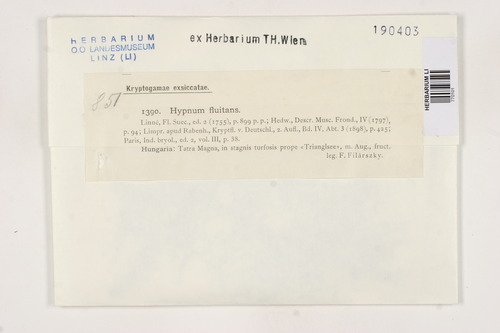 HERBARIUM
O.Ö. LANDESMUSEUM
LINZ (LI)
ex Herbarium TH.Wien
190403
HERBARIUM LI
Kryptogamae exsiccatae.
851
1390. Hypnum fluitans.
Linné, Fl. Suec., ed. 2 (1755), p. 899 p. p.; Hedw., Descr. Musc. Frond., IV (1797),
p. 94; Limpr. apud Rabenh., Kryptfl. v. Deutschl., 2. Aufl., Bd. IV, Abt. 3 (1898), p. 425;
Paris, Ind. bryol., ed. 2, vol. III, p. 38.
Hungaria: Tatra Magna, in stagnis turfosis prope «Trianglsee», m. Aug., fruct.
leg. F. Filárszky.